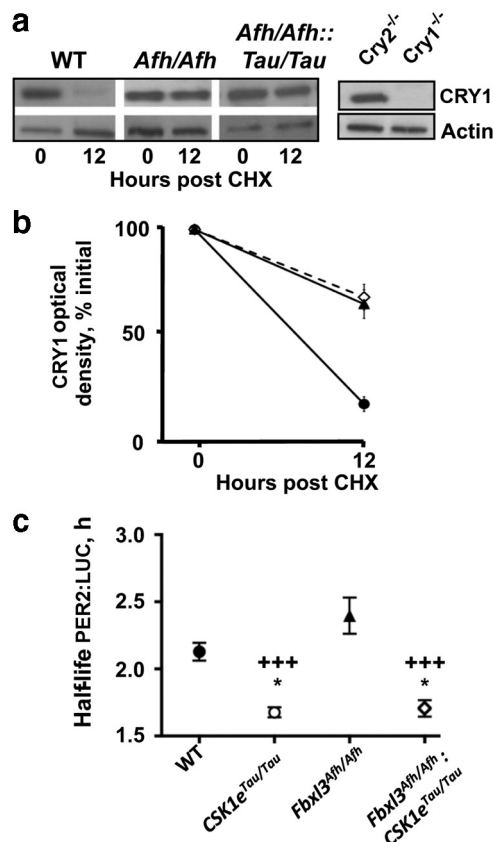 a
WT
Afh/Afh
Afh/Afh::
Tau/Tau
Cry2-/-
Cry1-/-
CRY1
Actin
0 12 0 12 0 12
Hours post CHX
b
CRY1 optical
density, % initial
100
50
0
0 12
Hours post CHX
c
Half-life PER2:LUC, h
3.0
2.5
2.0
1.5
+++
*
+++
*
WT
CSK1eTau/Tau
Fbxl3Afh/Afh
Fbxl3Afh/Afh:
CSK1eTau/Tau